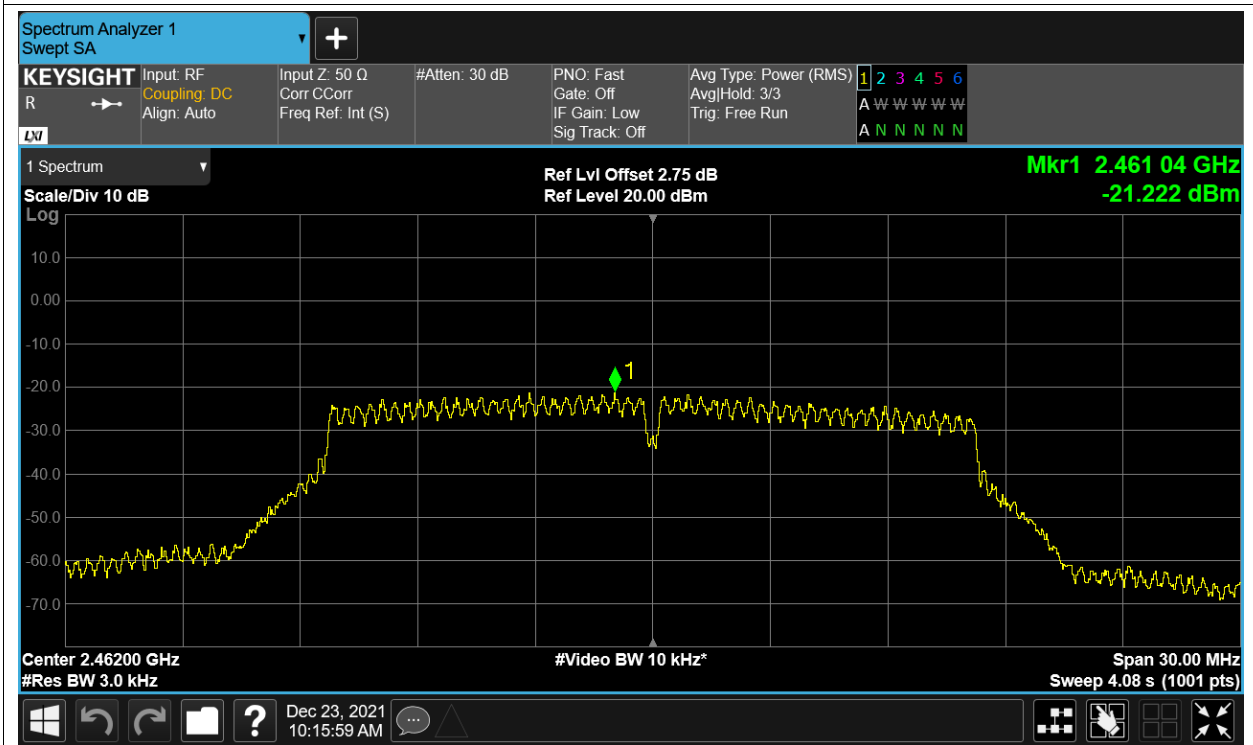 Spectrum Analyzer 1
Swept SA
KEYSIGHT
R
LXI
Input: RF
Coupling: DC
Align: Auto
Input Z: 50 Ω
Corr CCorr
Freq Ref: Int (S)
#Atten: 30 dB
PNO: Fast
Gate: Off
IF Gain: Low
Sig Track: Off
Avg Type: Power (RMS)
Avg|Hold: 3/3
Trig: Free Run
1 2 3 4 5 6
A W W W W W
A N N N N N
1 Spectrum
Scale/Div 10 dB
Log
Ref Lvl Offset 2.75 dB
Ref Level 20.00 dBm
Mkr1 2.461 04 GHz
-21.222 dBm
10.0
0.00
-10.0
-20.0
-30.0
-40.0
-50.0
-60.0
-70.0
1
Center 2.46200 GHz
#Res BW 3.0 kHz
#Video BW 10 kHz*
Span 30.00 MHz
Sweep 4.08 s (1001 pts)
?
Dec 23, 2021
10:15:59 AM